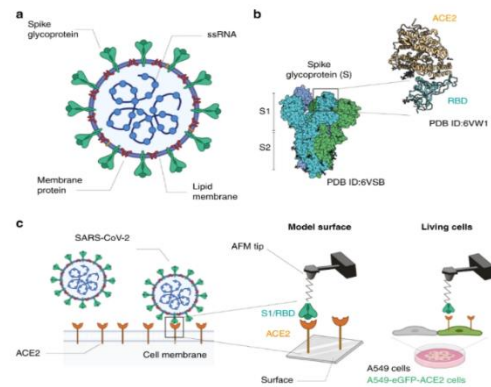 a
Spike
glycoprotein
ssRNA
Membrane
protein
Lipid
membrane
b
ACE2
Spike
glycoprotein (S)
RBD
S1
PDB ID:6VW1
S2
PDB ID:6VSB
c
SARS-CoV-2
Model surface
Living cells
AFM tip
S1/RBD
ACE2
ACE2
Cell membrane
Surface
A549 cells
A549-eGFP-ACE2 cells